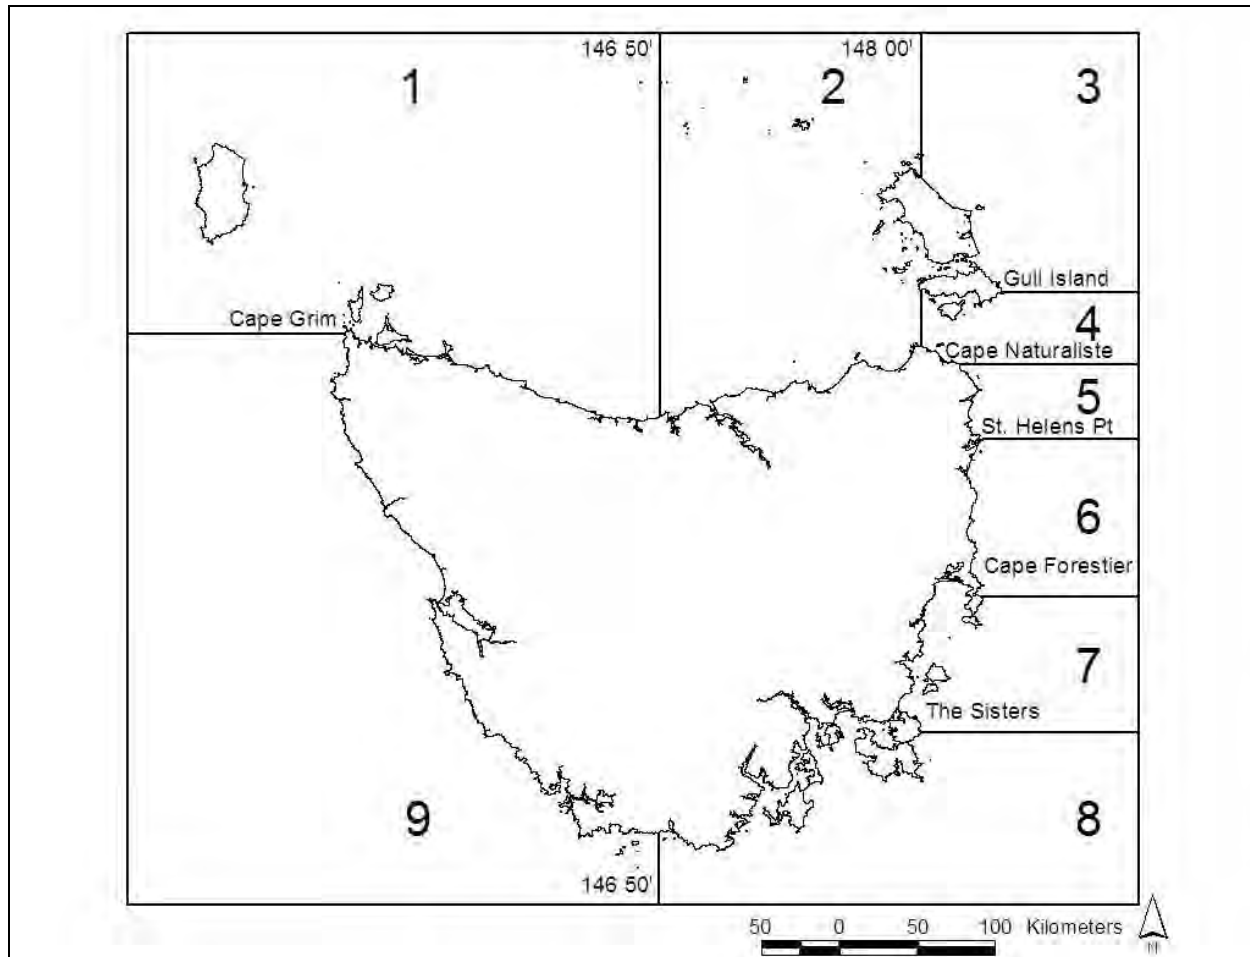 146 50'
148 00'
1
2
3
Gull Island
Cape Grim
4
Cape Naturaliste
5
St. Helens Pt
6
Cape Forestier
7
The Sisters
9
8
146 50'
50 0 50 100 Kilometers
N